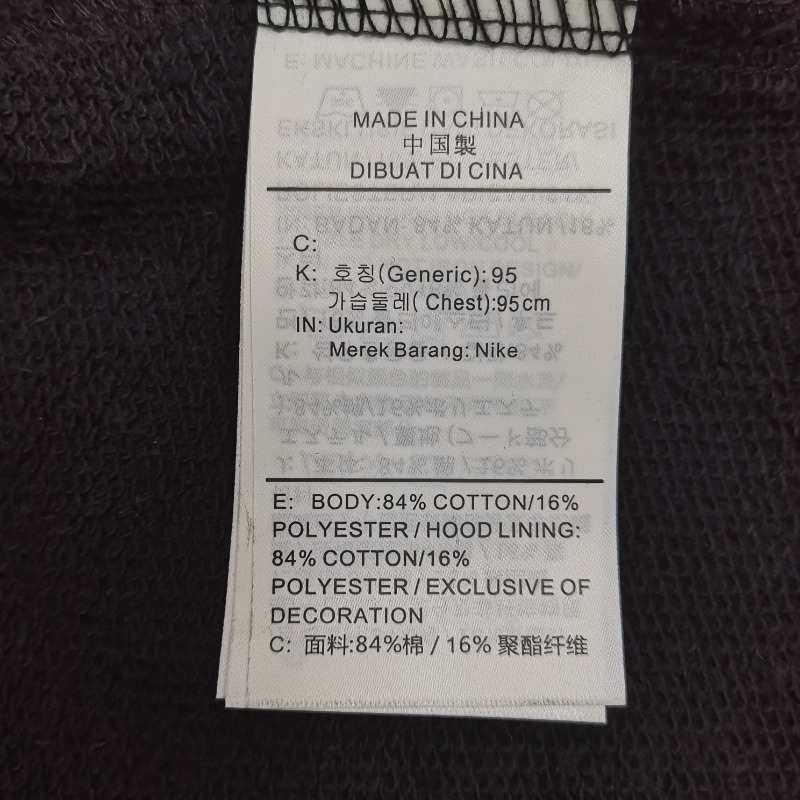 MADE IN CHINA
中国製
DIBUAT DI CINA
C:
K: 호칭(Generic): 95
가슴둘레( Chest):95cm
IN: Ukuran:
Merek Barang: Nike
E: BODY:84% COTTON/16%
POLYESTER / HOOD LINING:
84% COTTON/16%
POLYESTER / EXCLUSIVE OF
DECORATION
C: 面料:84%棉 / 16% 聚酯纤维